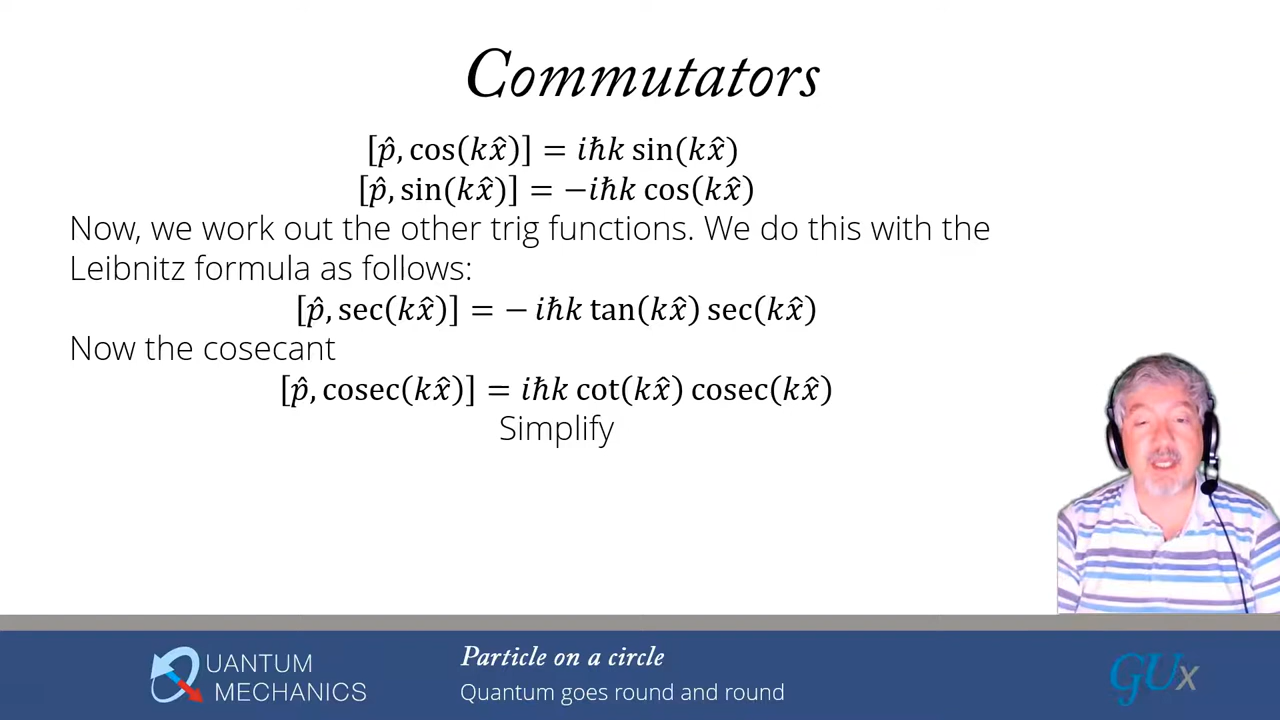 Commutators
[p̂, cos(kx̂)] = iℏk sin(kx̂)
[p̂, sin(kx̂)] = −iℏk cos(kx̂)
Now, we work out the other trig functions. We do this with the
Leibnitz formula as follows:
[p̂, sec(kx̂)] = − iℏk tan(kx̂) sec(kx̂)
Now the cosecant
[p̂, cosec(kx̂)] = iℏk cot(kx̂) cosec(kx̂)
Simplify
QUANTUM
MECHANICS
Particle on a circle
Quantum goes round and round
GUx